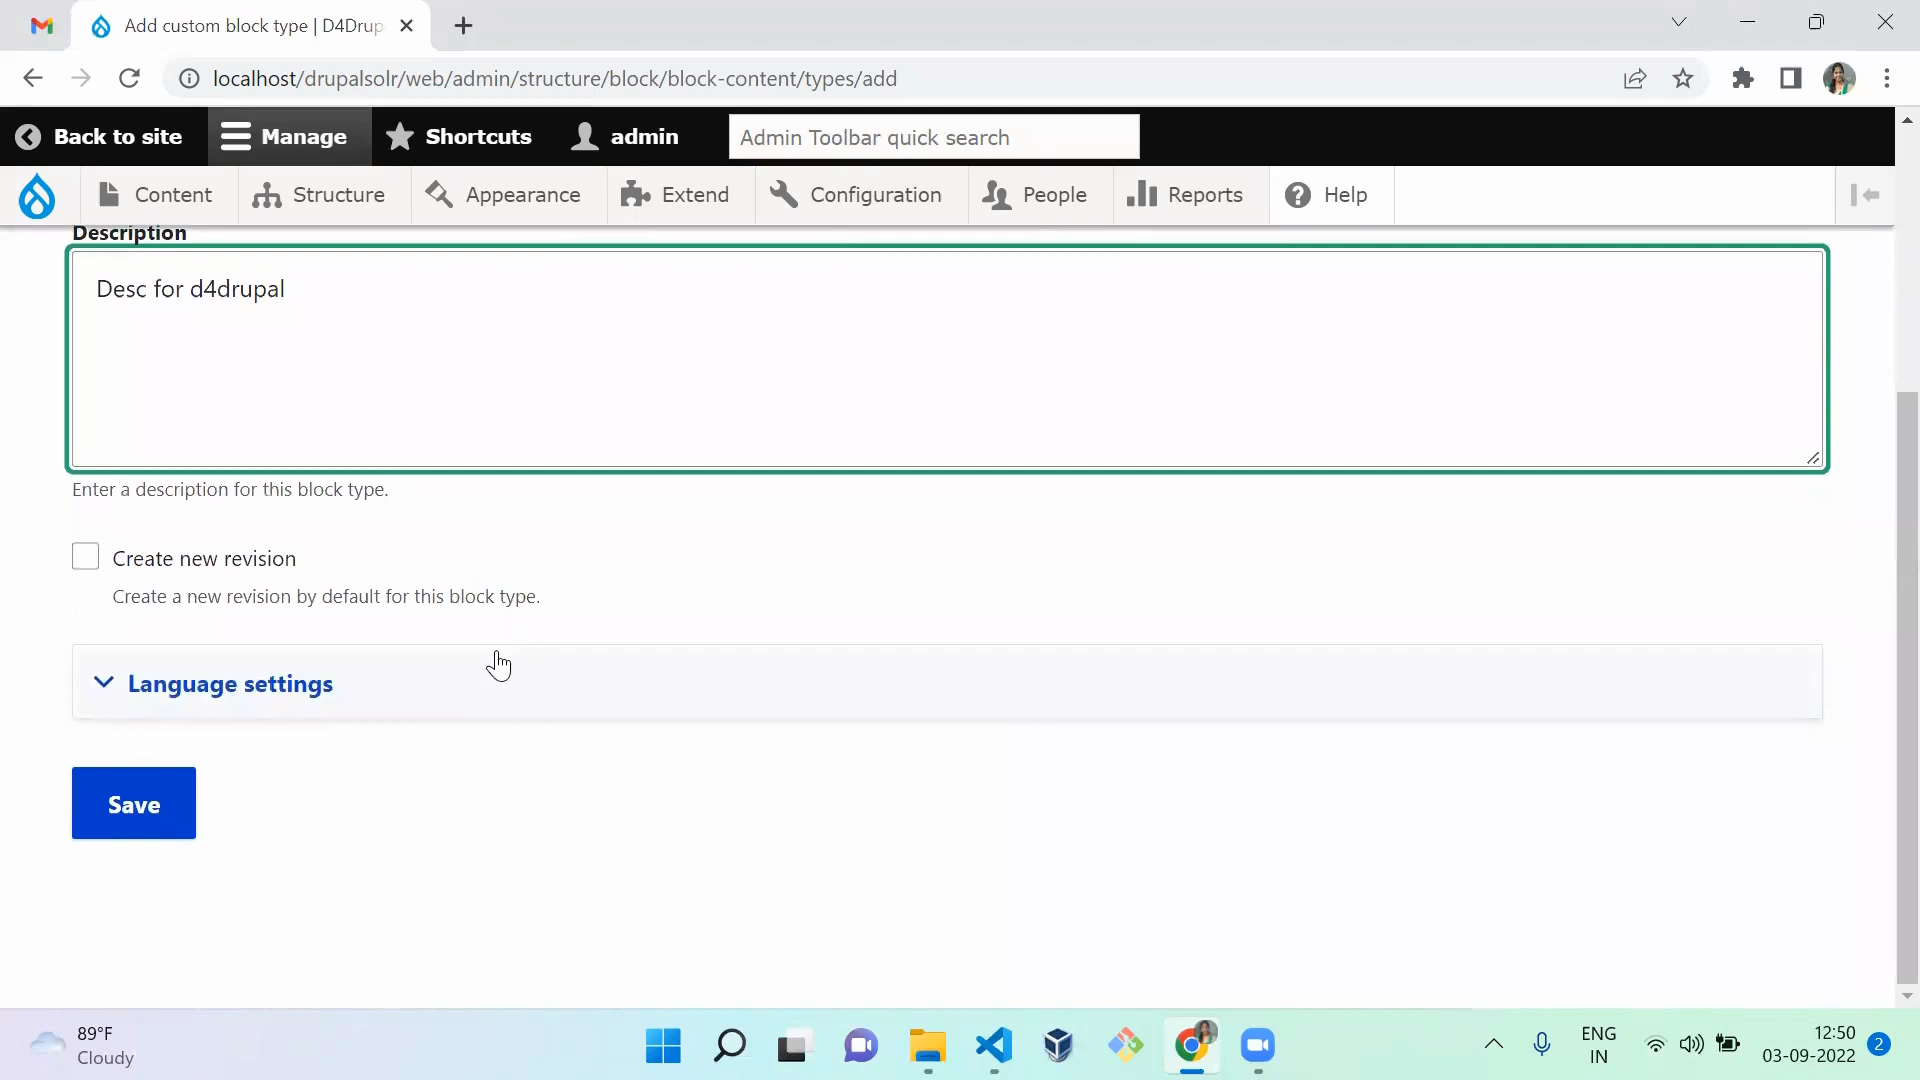 Add custom block type | D4Drup
localhost/drupalsolr/web/admin/structure/block/block-content/types/add
Back to site
Manage
Shortcuts
admin
Admin Toolbar quick search
Content
Structure
Appearance
Extend
Configuration
People
Reports
Help
Description
Desc for d4drupal
Enter a description for this block type.
Create new revision
Create a new revision by default for this block type.
Language settings
Save
89°F
Cloudy
ENG
IN
12:50
03-09-2022
2